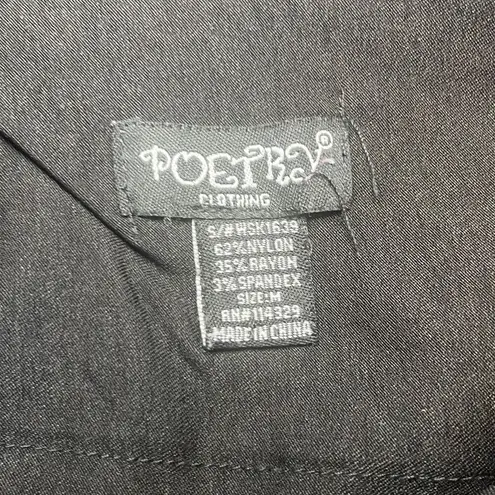 POETRY®
CLOTHING
S/#WSK1639
62%NYLON
35%RAYON
3%SPANDEX
SIZE:M
RN#114329
MADE IN CHINA